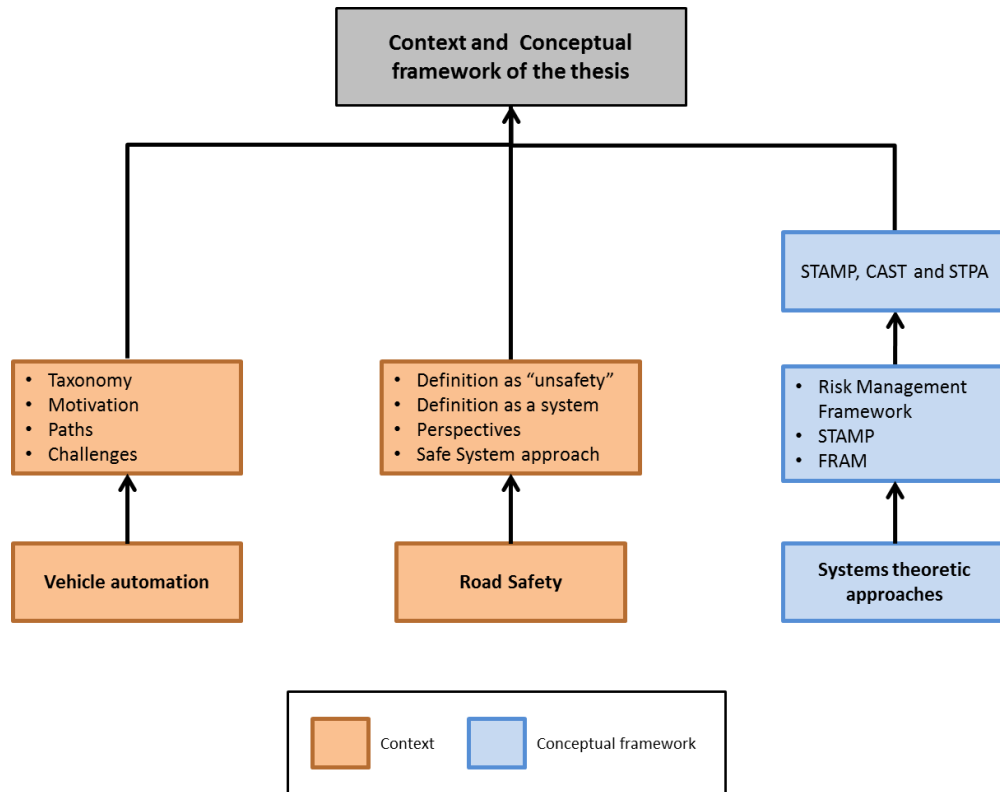 Context and Conceptual
framework of the thesis
STAMP, CAST and STPA
• Taxonomy
• Motivation
• Paths
• Challenges
• Definition as “unsafety”
• Definition as a system
• Perspectives
• Safe System approach
• Risk Management
Framework
• STAMP
• FRAM
Vehicle automation
Road Safety
Systems theoretic
approaches
Context
Conceptual framework